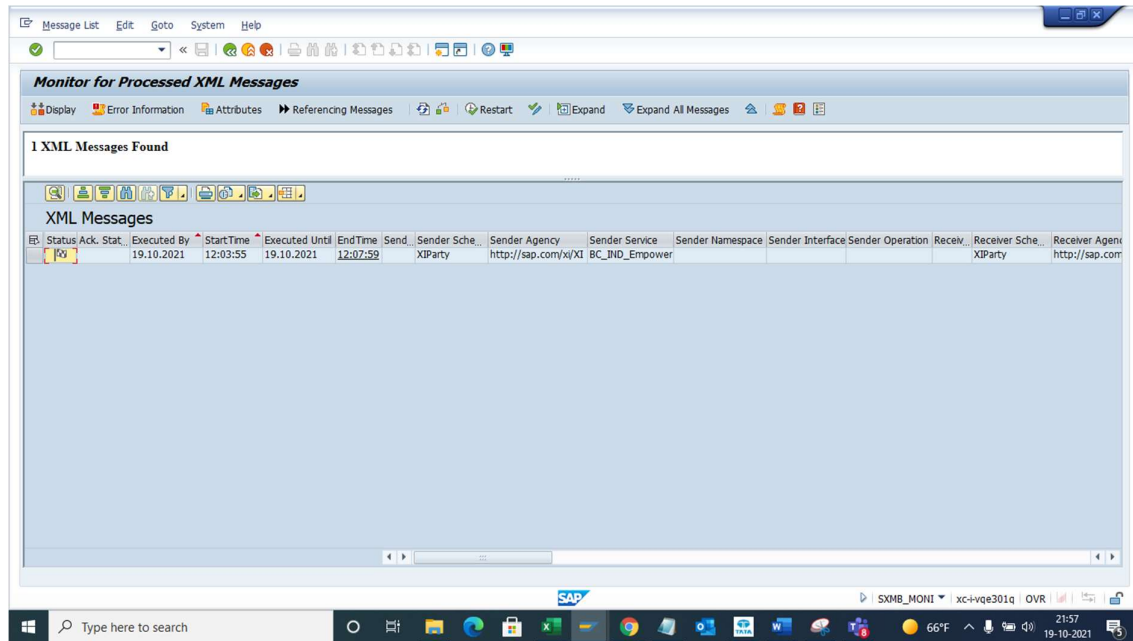 Message List Edit Goto System Help
Monitor for Processed XML Messages
Display Error Information Attributes Referencing Messages Restart Expand Expand All Messages
1 XML Messages Found
XML Messages
Status Ack. Stat... Executed By StartTime Executed Until EndTime Send... Sender Sche... Sender Agency Sender Service Sender Namespace Sender Interface Sender Operation Receiv... Receiver Sche... Receiver Agen
19.10.2021 12:03:55 19.10.2021 12:07:59 XIParty http://sap.com/xi/XI BC_IND_Empower XIParty http://sap.com
SAP
SXMB_MONI xc-i-vqe301q OVR
Type here to search
TATA
66°F
21:57
19-10-2021